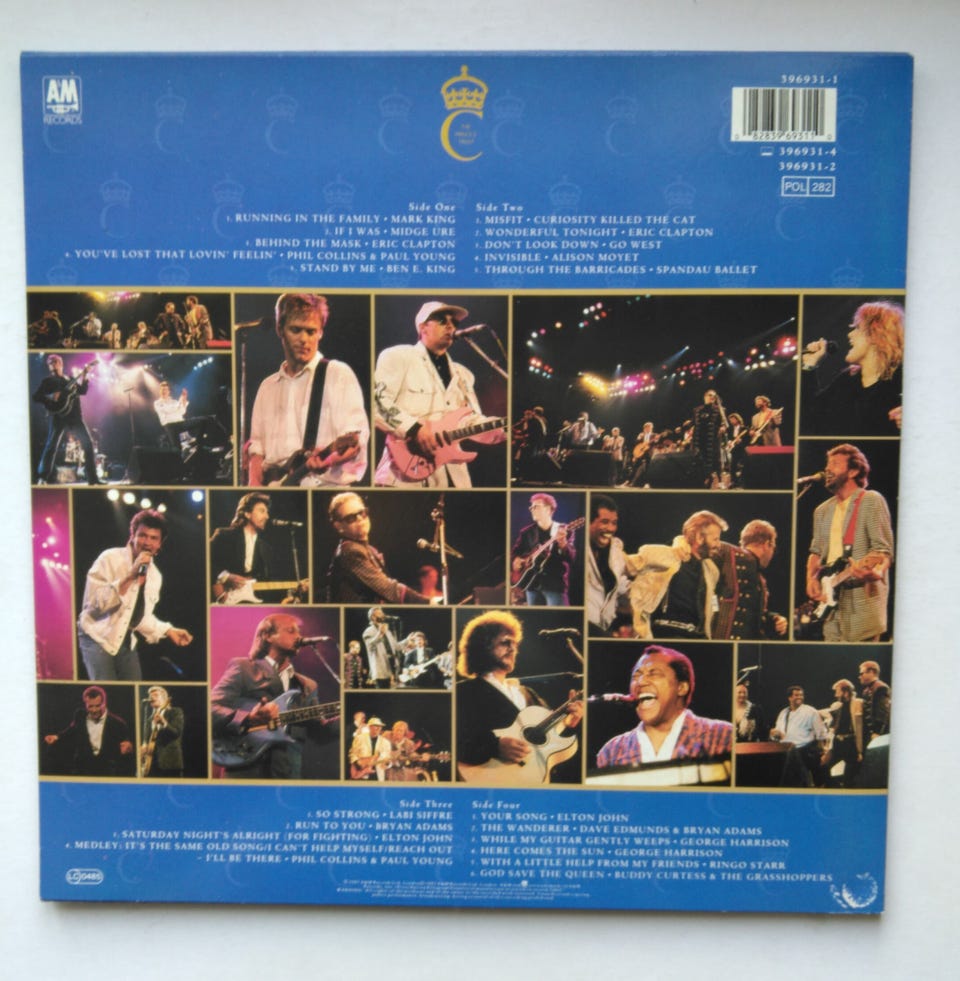 A&M
RECORDS
THE
PRINCE'S
TRUST
396931-1
0 82839 69311 0
396931-4
396931-2
POL 282
Side One
1. RUNNING IN THE FAMILY • MARK KING
2. IF I WAS • MIDGE URE
3. BEHIND THE MASK • ERIC CLAPTON
4. YOU'VE LOST THAT LOVIN' FEELIN' • PHIL COLLINS & PAUL YOUNG
5. STAND BY ME • BEN E. KING
Side Two
1. MISFIT • CURIOSITY KILLED THE CAT
2. WONDERFUL TONIGHT • ERIC CLAPTON
3. DON'T LOOK DOWN • GO WEST
4. INVISIBLE • ALISON MOYET
5. THROUGH THE BARRICADES • SPANDAU BALLET
Side Three
1. SO STRONG • LABI SIFFRE
2. RUN TO YOU • BRYAN ADAMS
3. SATURDAY NIGHT'S ALRIGHT (FOR FIGHTING) • ELTON JOHN
4. MEDLEY: IT'S THE SAME OLD SONG/I CAN'T HELP MYSELF/REACH OUT
– I'LL BE THERE • PHIL COLLINS & PAUL YOUNG
Side Four
1. YOUR SONG • ELTON JOHN
2. THE WANDERER • DAVE EDMUNDS & BRYAN ADAMS
3. WHILE MY GUITAR GENTLY WEEPS • GEORGE HARRISON
4. HERE COMES THE SUN • GEORGE HARRISON
5. WITH A LITTLE HELP FROM MY FRIENDS • RINGO STARR
6. GOD SAVE THE QUEEN • BUDDY CURTESS & THE GRASSHOPPERS
LC 0485